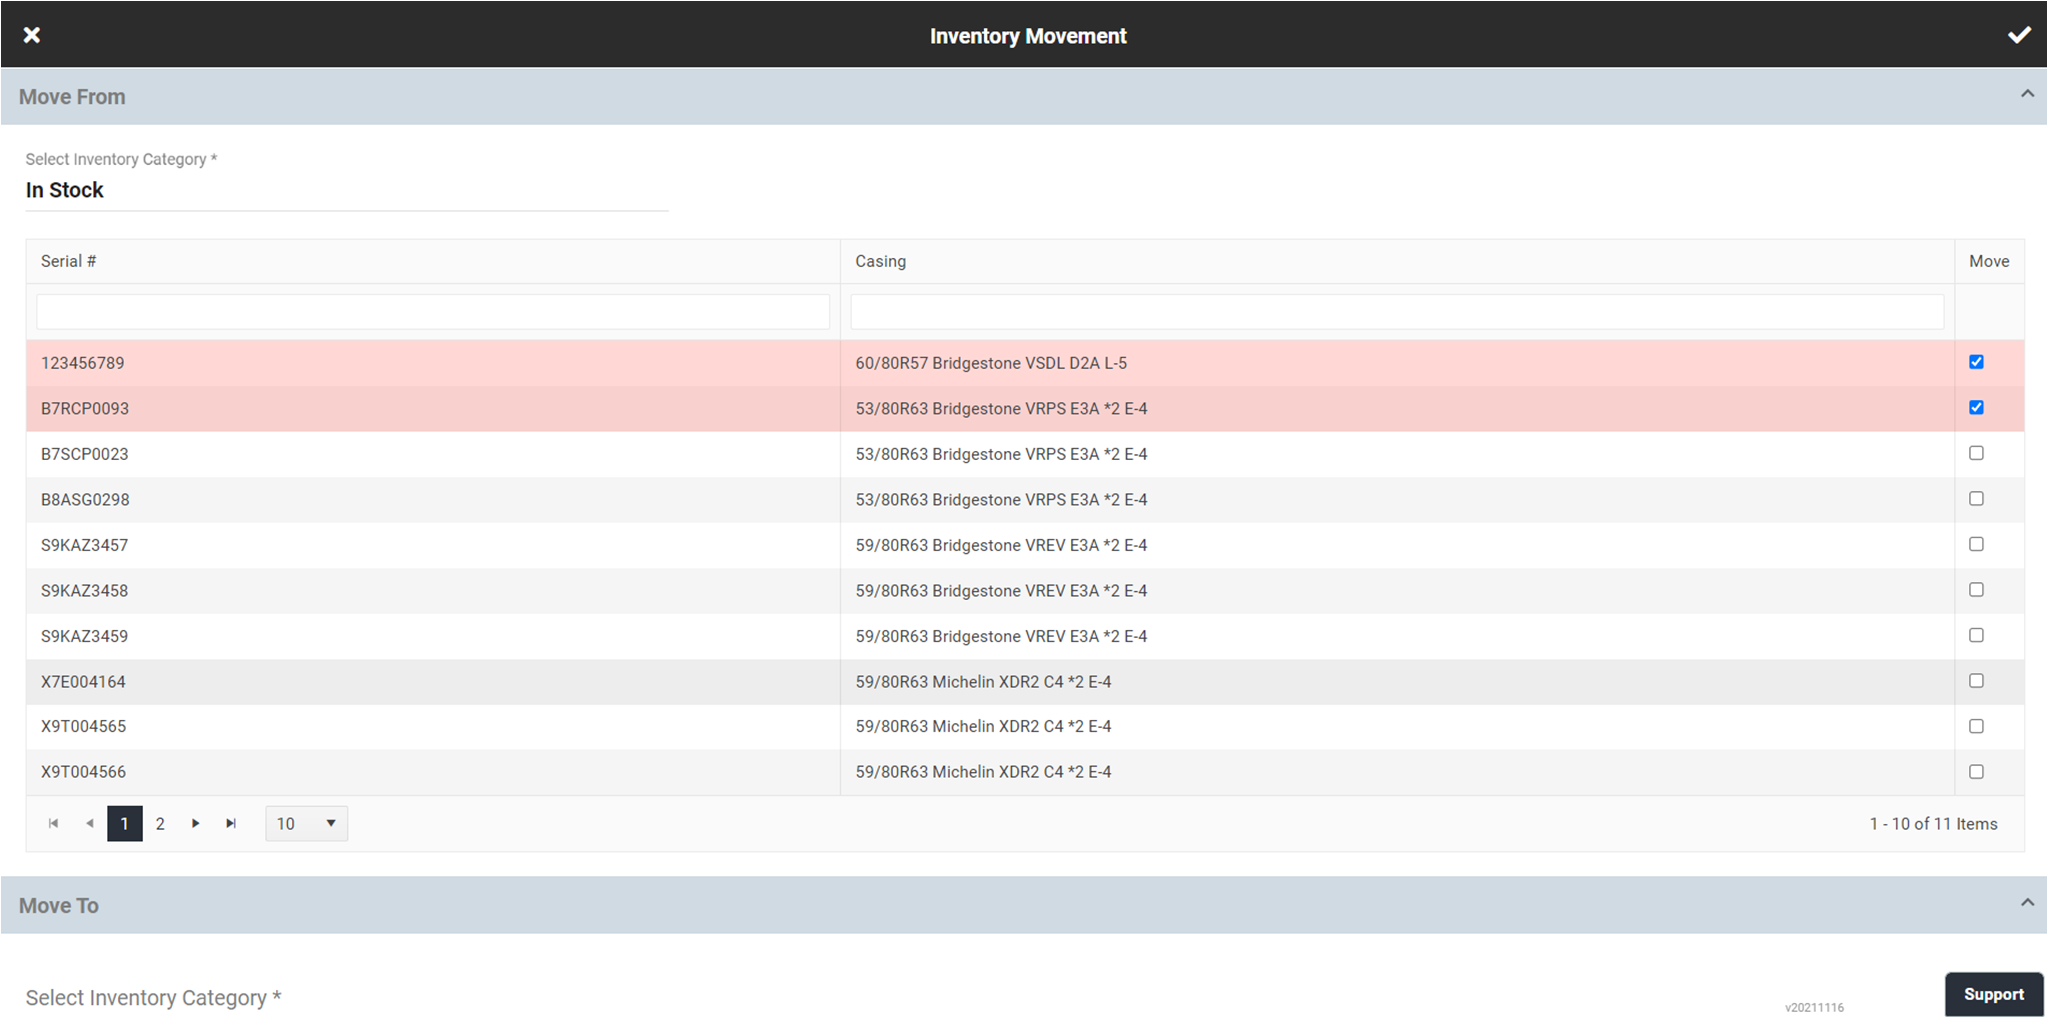 Inventory Movement
Move From
Select Inventory Category *
In Stock
Serial # Casing Move
123456789 60/80R57 Bridgestone VSDL D2A L-5
B7RCP0093 53/80R63 Bridgestone VRPS E3A *2 E-4
B7SCP0023 53/80R63 Bridgestone VRPS E3A *2 E-4
B8ASG0298 53/80R63 Bridgestone VRPS E3A *2 E-4
S9KAZ3457 59/80R63 Bridgestone VREV E3A *2 E-4
S9KAZ3458 59/80R63 Bridgestone VREV E3A *2 E-4
S9KAZ3459 59/80R63 Bridgestone VREV E3A *2 E-4
X7E004164 59/80R63 Michelin XDR2 C4 *2 E-4
X9T004565 59/80R63 Michelin XDR2 C4 *2 E-4
X9T004566 59/80R63 Michelin XDR2 C4 *2 E-4
1 2 10 1 - 10 of 11 Items
Move To
Select Inventory Category *
v20211116
Support